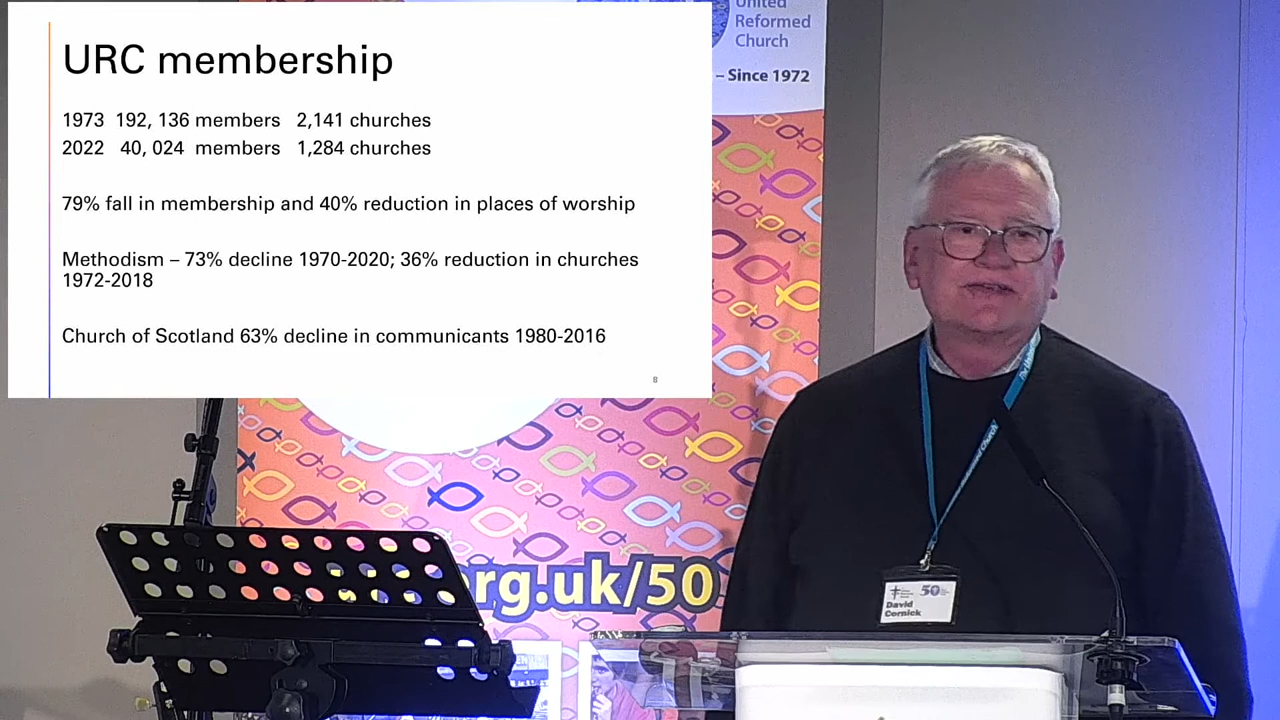 URC membership
1973 192, 136 members 2,141 churches
2022 40, 024 members 1,284 churches
79% fall in membership and 40% reduction in places of worship
Methodism – 73% decline 1970-2020; 36% reduction in churches
1972-2018
Church of Scotland 63% decline in communicants 1980-2016
8
United
Reformed
Church
– Since 1972
rg.uk/50
50
David
Cornick